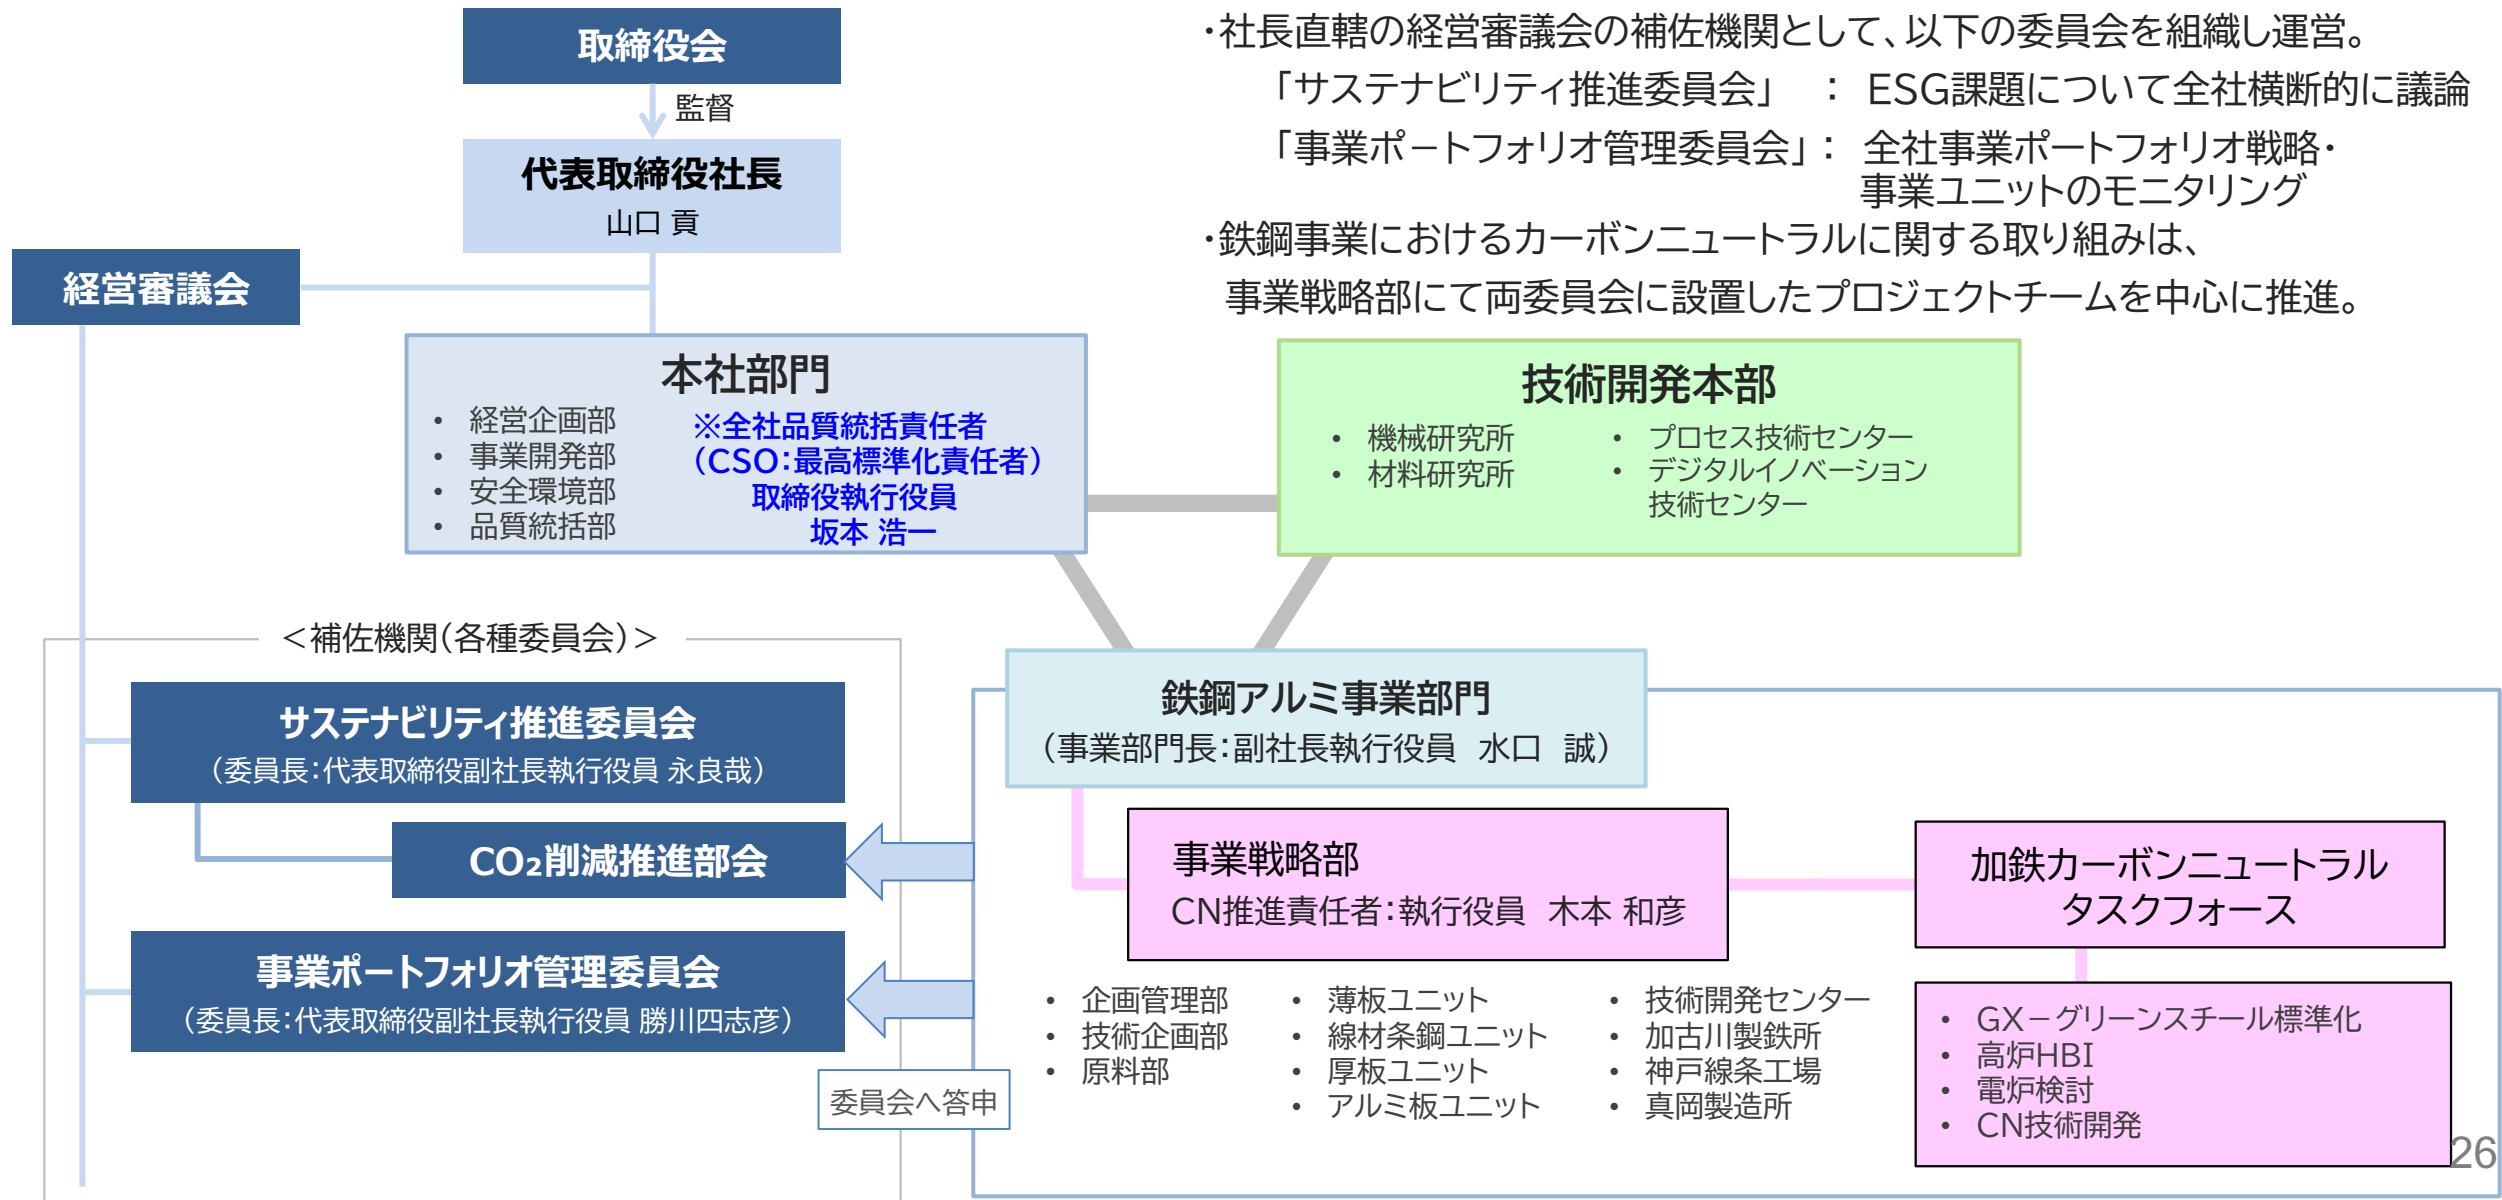 取締役会
監督
代表取締役社長
山口 貢
経営審議会
・社長直轄の経営審議会の補佐機関として、以下の委員会を組織し運営。
「サステナビリティ推進委員会」 : ESG課題について全社横断的に議論
「事業ポートフォリオ管理委員会」: 全社事業ポートフォリオ戦略・
事業ユニットのモニタリング
・鉄鋼事業におけるカーボンニュートラルに関する取り組みは、
事業戦略部にて両委員会に設置したプロジェクトチームを中心に推進。
本社部門
• 経営企画部
• 事業開発部
• 安全環境部
• 品質統括部
※全社品質統括責任者
（CSO：最高標準化責任者）
取締役執行役員
坂本 浩一
技術開発本部
• 機械研究所
• 材料研究所
• プロセス技術センター
• デジタルイノベーション
技術センター
＜補佐機関（各種委員会）＞
サステナビリティ推進委員会
（委員長：代表取締役副社長執行役員 永良哉）
CO₂削減推進部会
事業ポートフォリオ管理委員会
（委員長：代表取締役副社長執行役員 勝川四志彦）
委員会へ答申
鉄鋼アルミ事業部門
（事業部門長：副社長執行役員 水口 誠）
事業戦略部
CN推進責任者：執行役員 木本 和彦
加鉄カーボンニュートラル
タスクフォース
• 企画管理部
• 技術企画部
• 原料部
• 薄板ユニット
• 線材条鋼ユニット
• 厚板ユニット
• アルミ板ユニット
• 技術開発センター
• 加古川製鉄所
• 神戸線条工場
• 真岡製造所
• GX－グリーンスチール標準化
• 高炉HBI
• 電炉検討
• CN技術開発
26